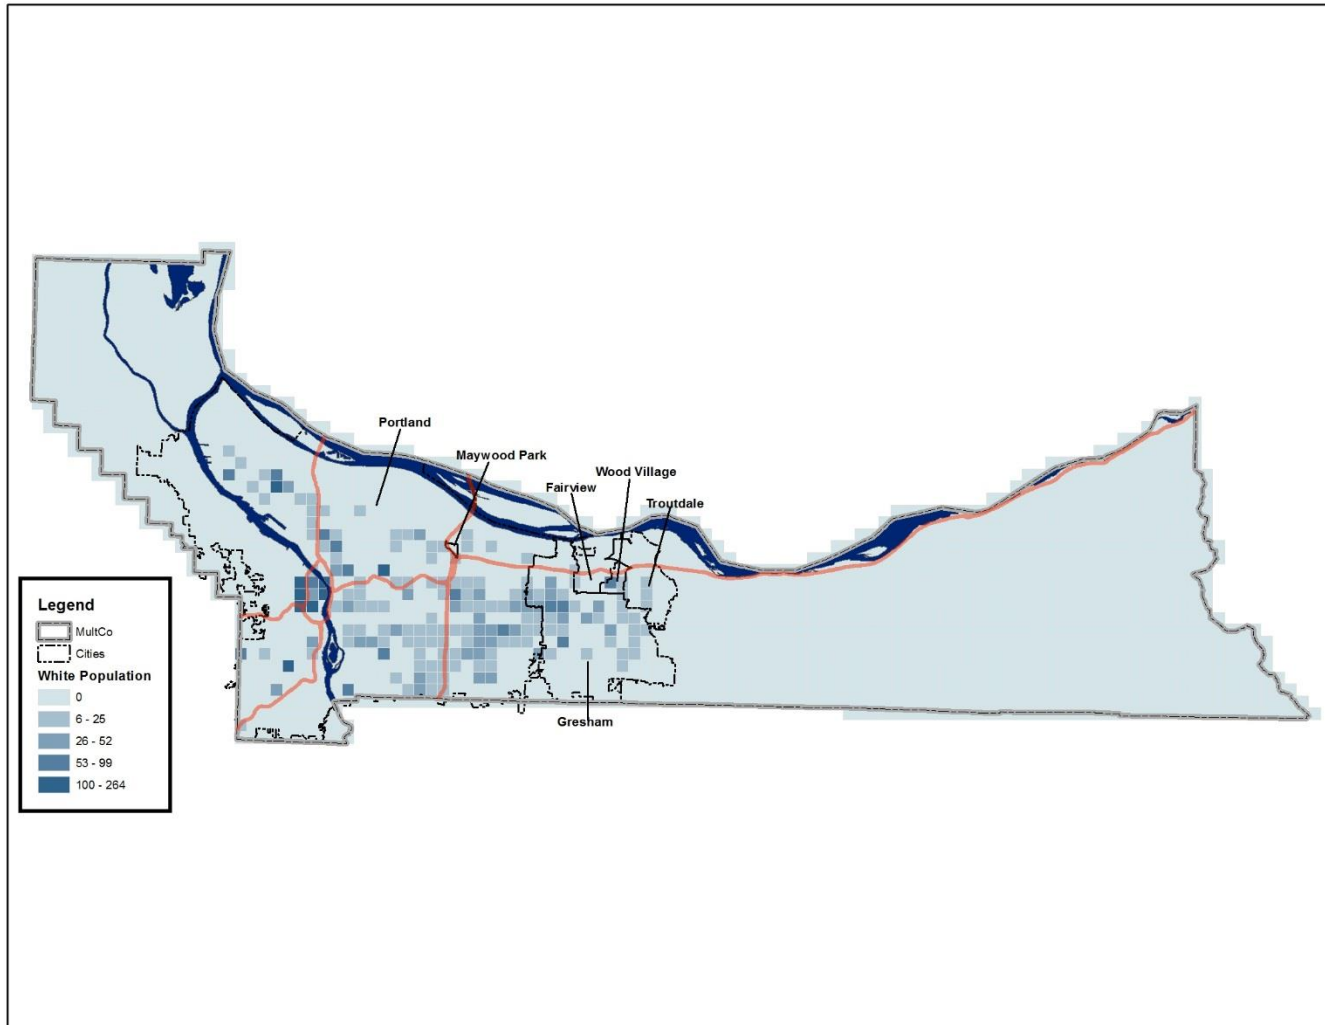 Portland
Maywood Park
Wood Village
Fairview
Troutdale
Gresham
Legend
MultCo
Cities
White Population
0
6 - 25
26 - 52
53 - 99
100 - 264